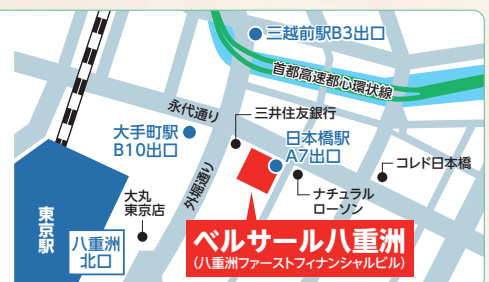 三越前駅B3出口
首都高速都心環状線
永代通り
三井住友銀行
大手町駅
B10出口
日本橋駅
A7出口
コレド日本橋
外堀通り
ナチュラル
ローソン
大丸
東京店
東京駅
八重洲
北口
ベルサール八重洲
(八重洲ファーストフィナンシャルビル)